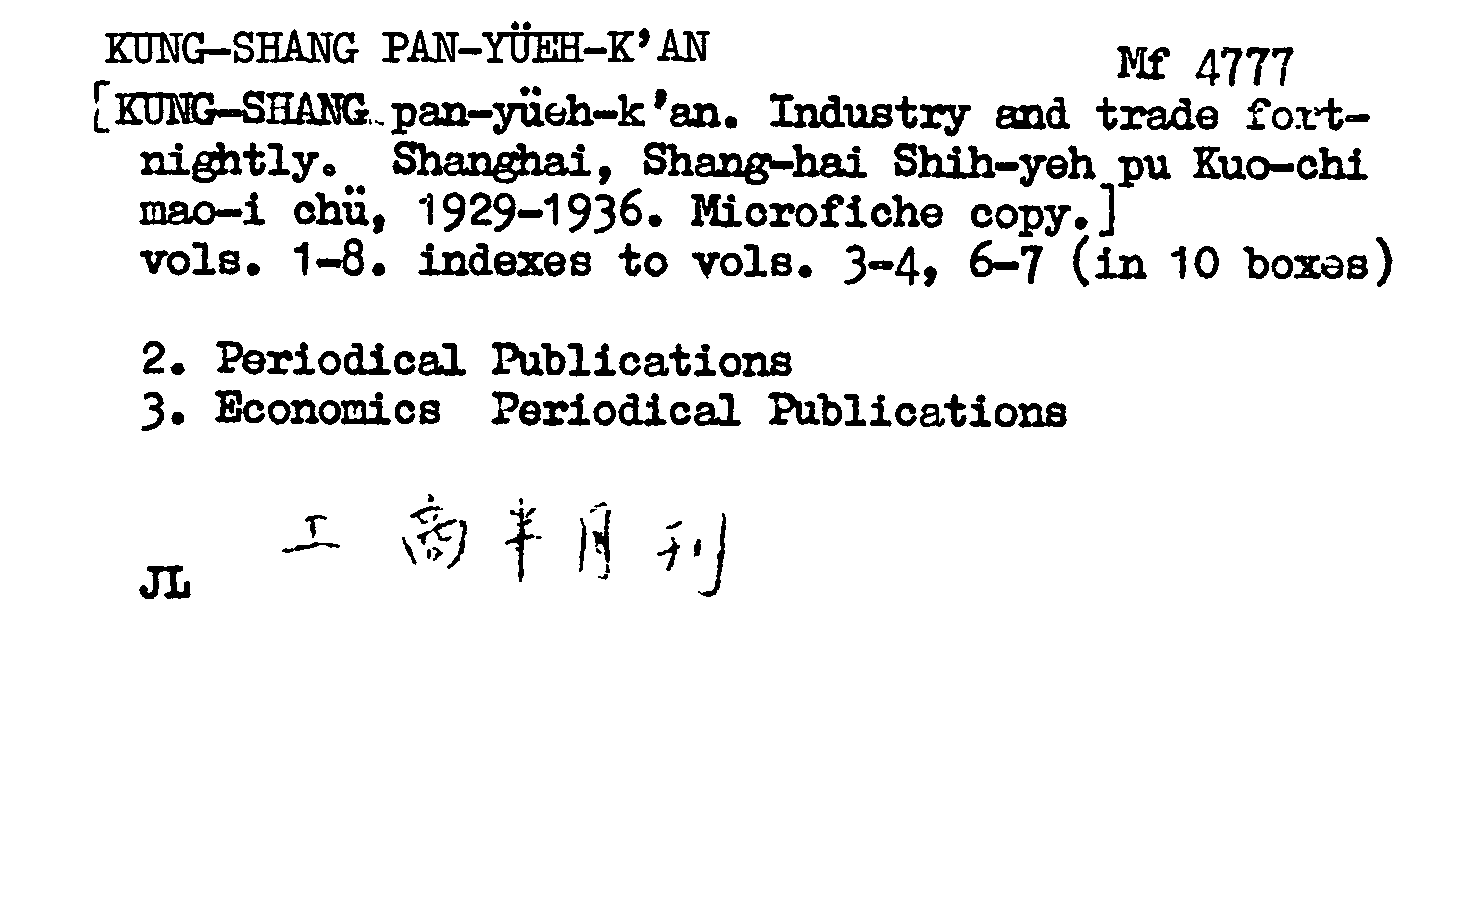 KUNG-SHANG PAN-YÜEH-K'AN
Mf 4777
[KUNG-SHANG pan-yüeh-k'an. Industry and trade fort-
nightly. Shanghai, Shang-hai Shih-yeh pu Kuo-chi
mao-i chü, 1929-1936. Microfiche copy.]
vols. 1-8. indexes to vols. 3-4, 6-7 (in 10 boxes)
2. Periodical Publications
3. Economics Periodical Publications
工商半月刊
JL